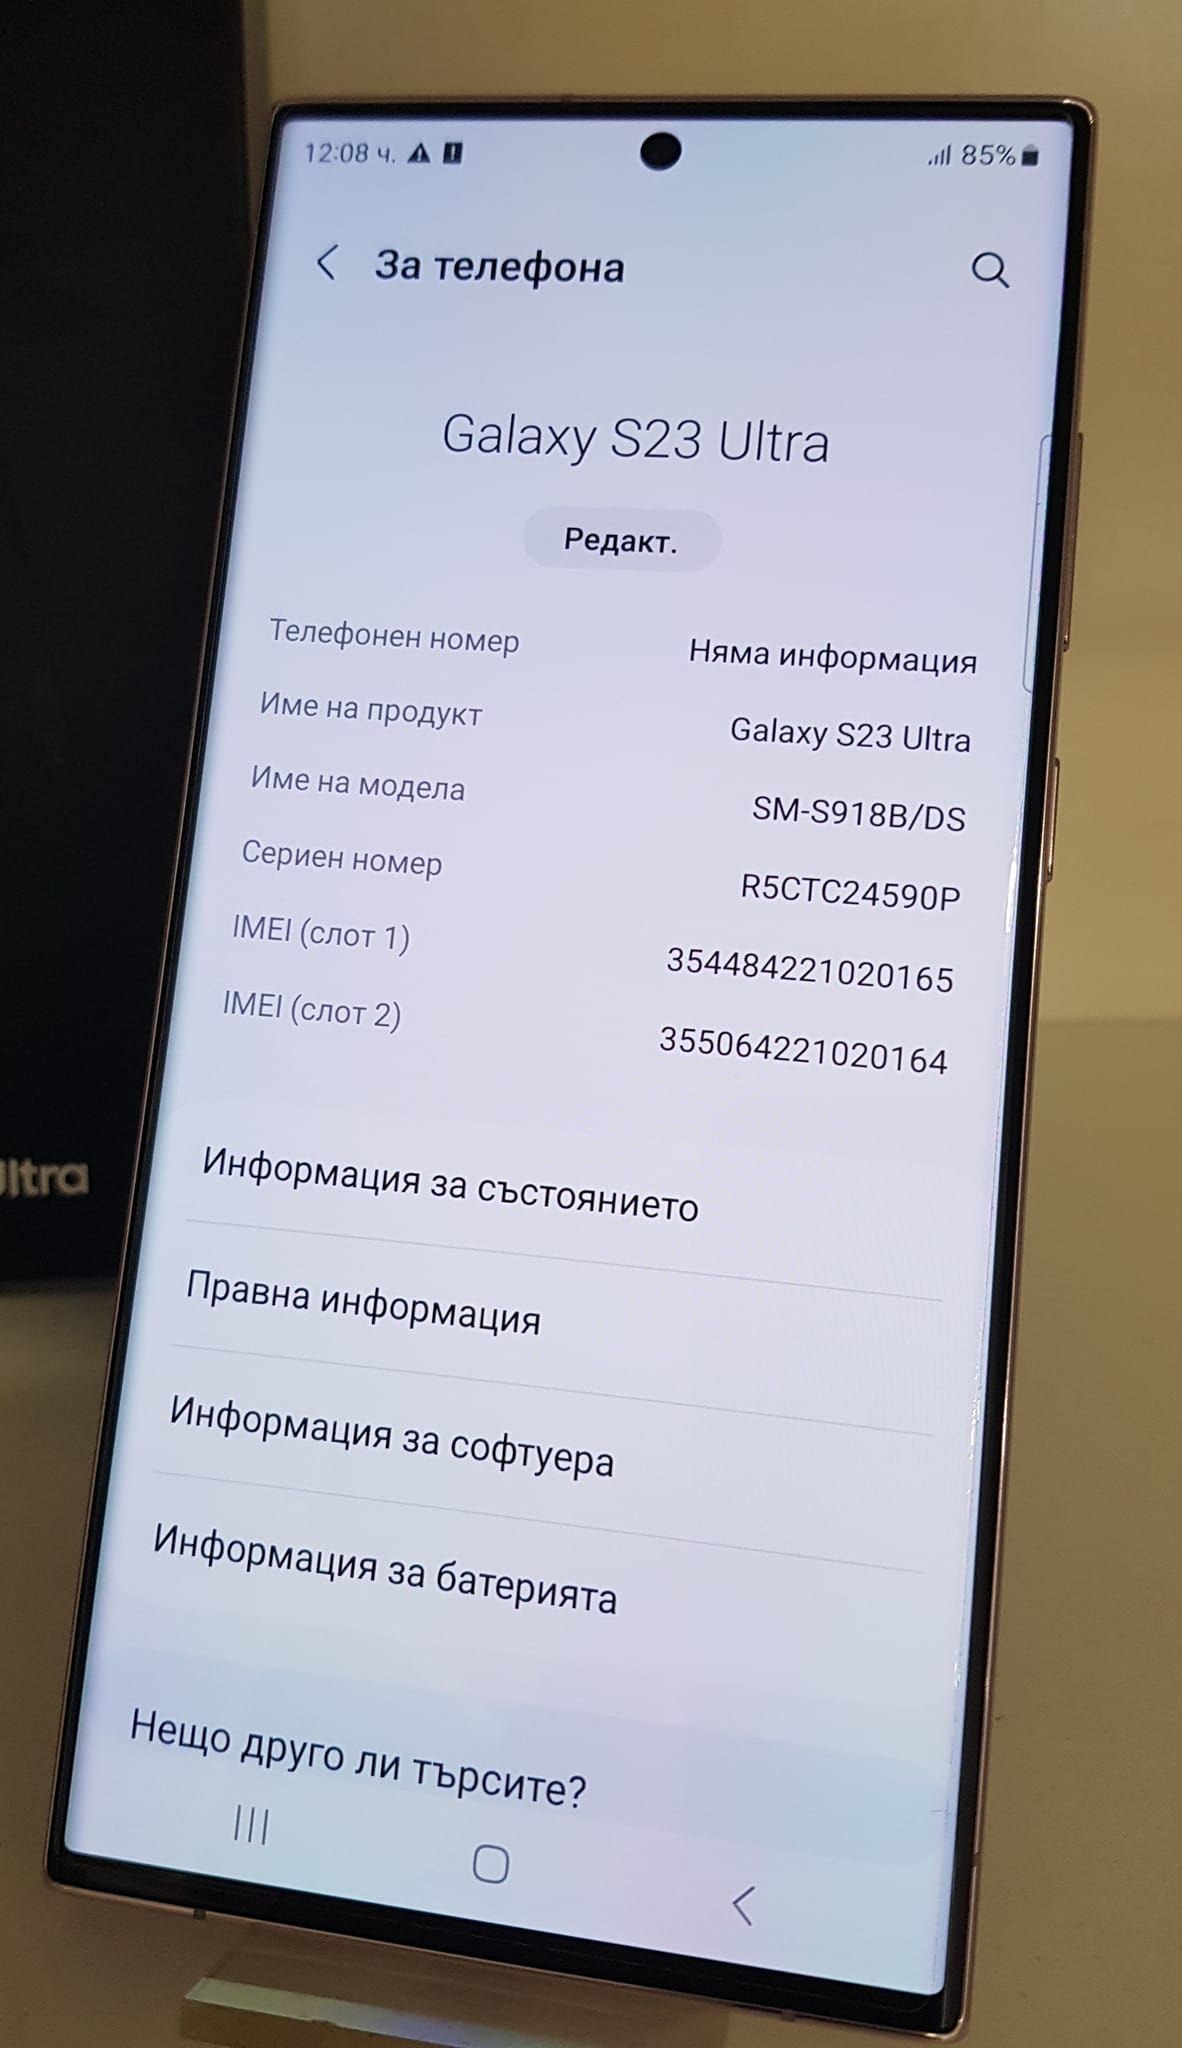 12:08 ч.
85%
За телефона
Galaxy S23 Ultra
Редакт.
Телефонен номер Няма информация
Име на продукт Galaxy S23 Ultra
Име на модела SM-S918B/DS
Сериен номер R5CTC24590P
IMEI (слот 1) 354484221020165
IMEI (слот 2) 355064221020164
Информация за състоянието
Правна информация
Информация за софтуера
Информация за батерията
Нещо друго ли търсите?
Ultra